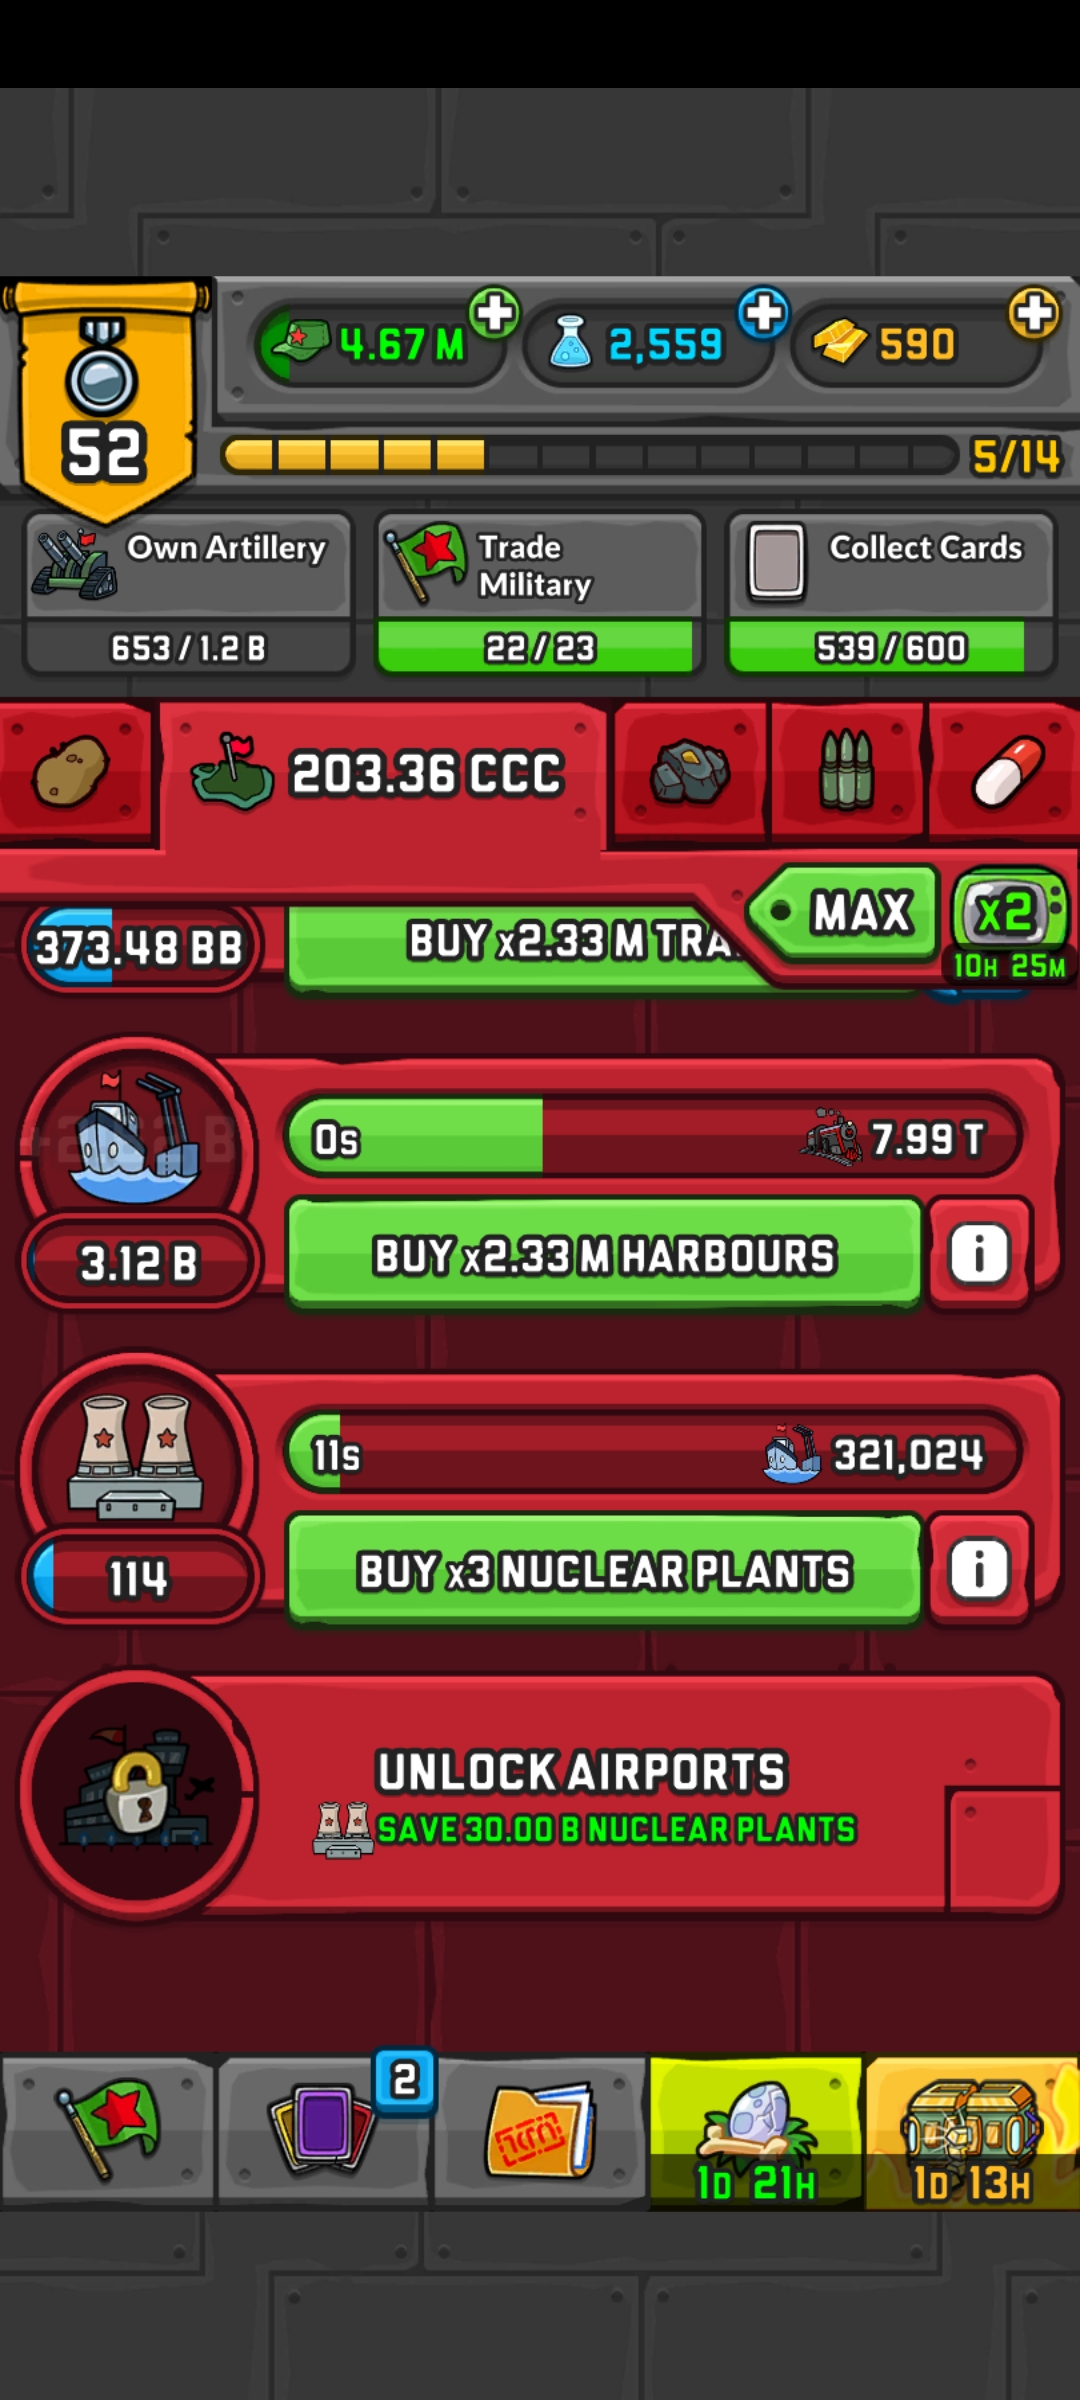 4.67 M
2,559
590
52
5/14
Own Artillery
653 / 1.2 B
Trade
Military
22 / 23
Collect Cards
539 / 600
203.36 CCC
MAX
x2
10H 25M
373.48 BB
BUY x2.33 M TRA
0s
7.99 T
3.12 B
BUY x2.33 M HARBOURS
i
11s
321,024
114
BUY x3 NUCLEAR PLANTS
i
UNLOCK AIRPORTS
SAVE 30.00 B NUCLEAR PLANTS
2
1D 21H
1D 13H